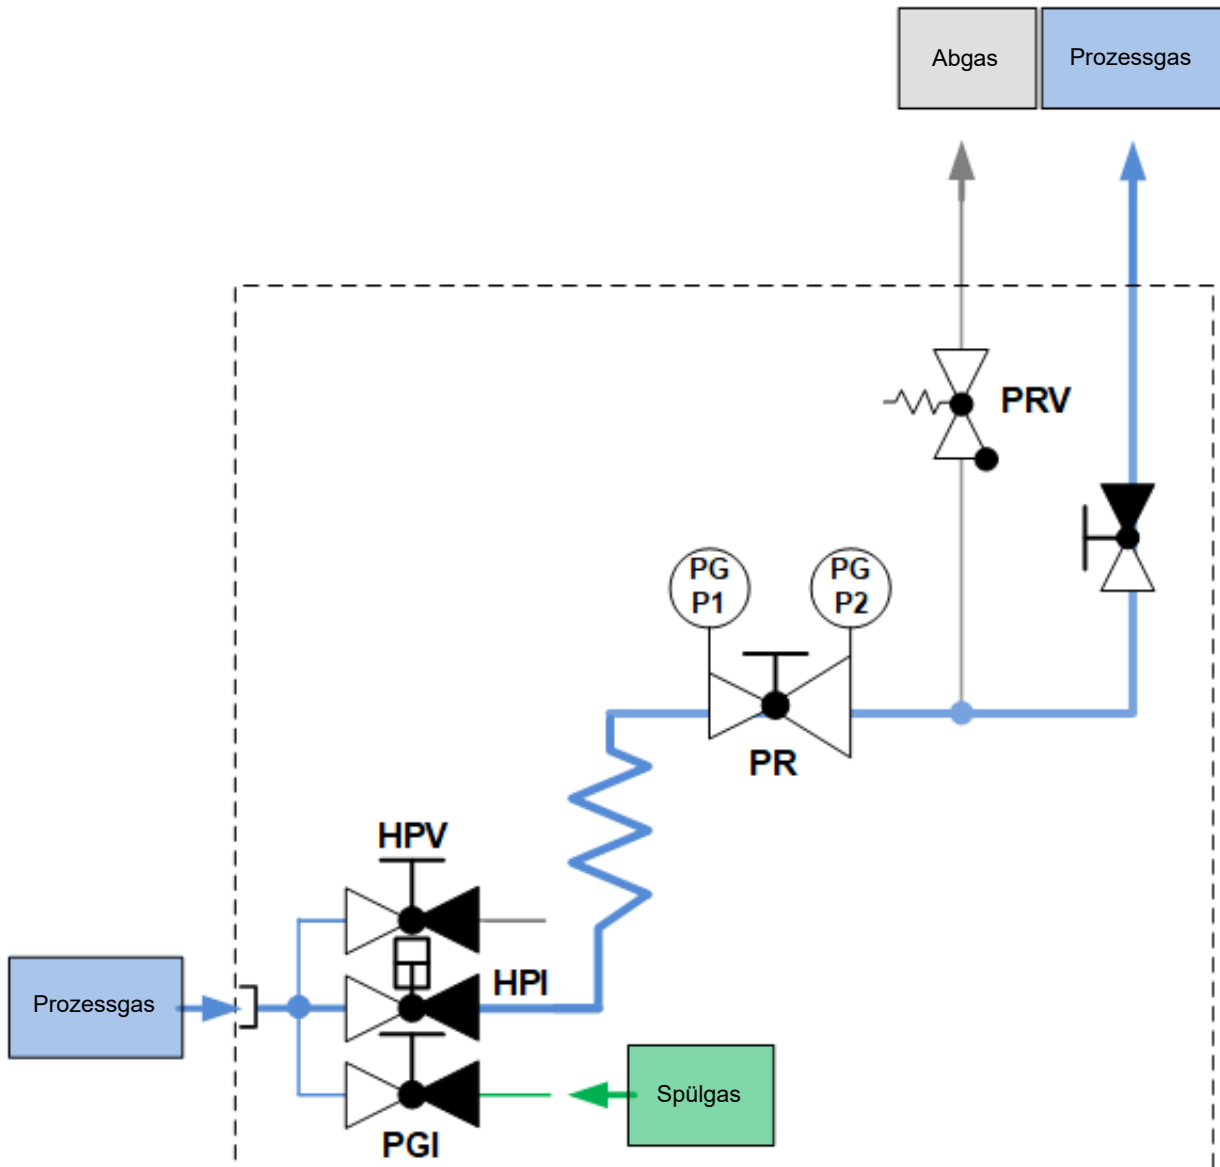 Abgas
Prozessgas
PRV
PG
P1
PG
P2
PR
HPV
HPI
Prozessgas
Spülgas
PGI